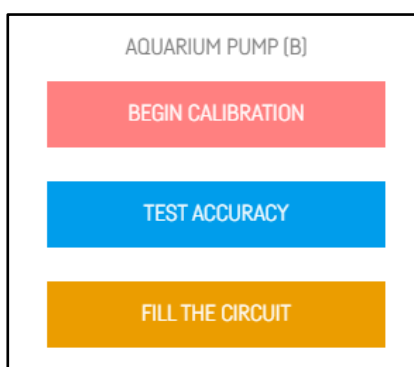 AQUARIUM PUMP (B)
BEGIN CALIBRATION
TEST ACCURACY
FILL THE CIRCUIT